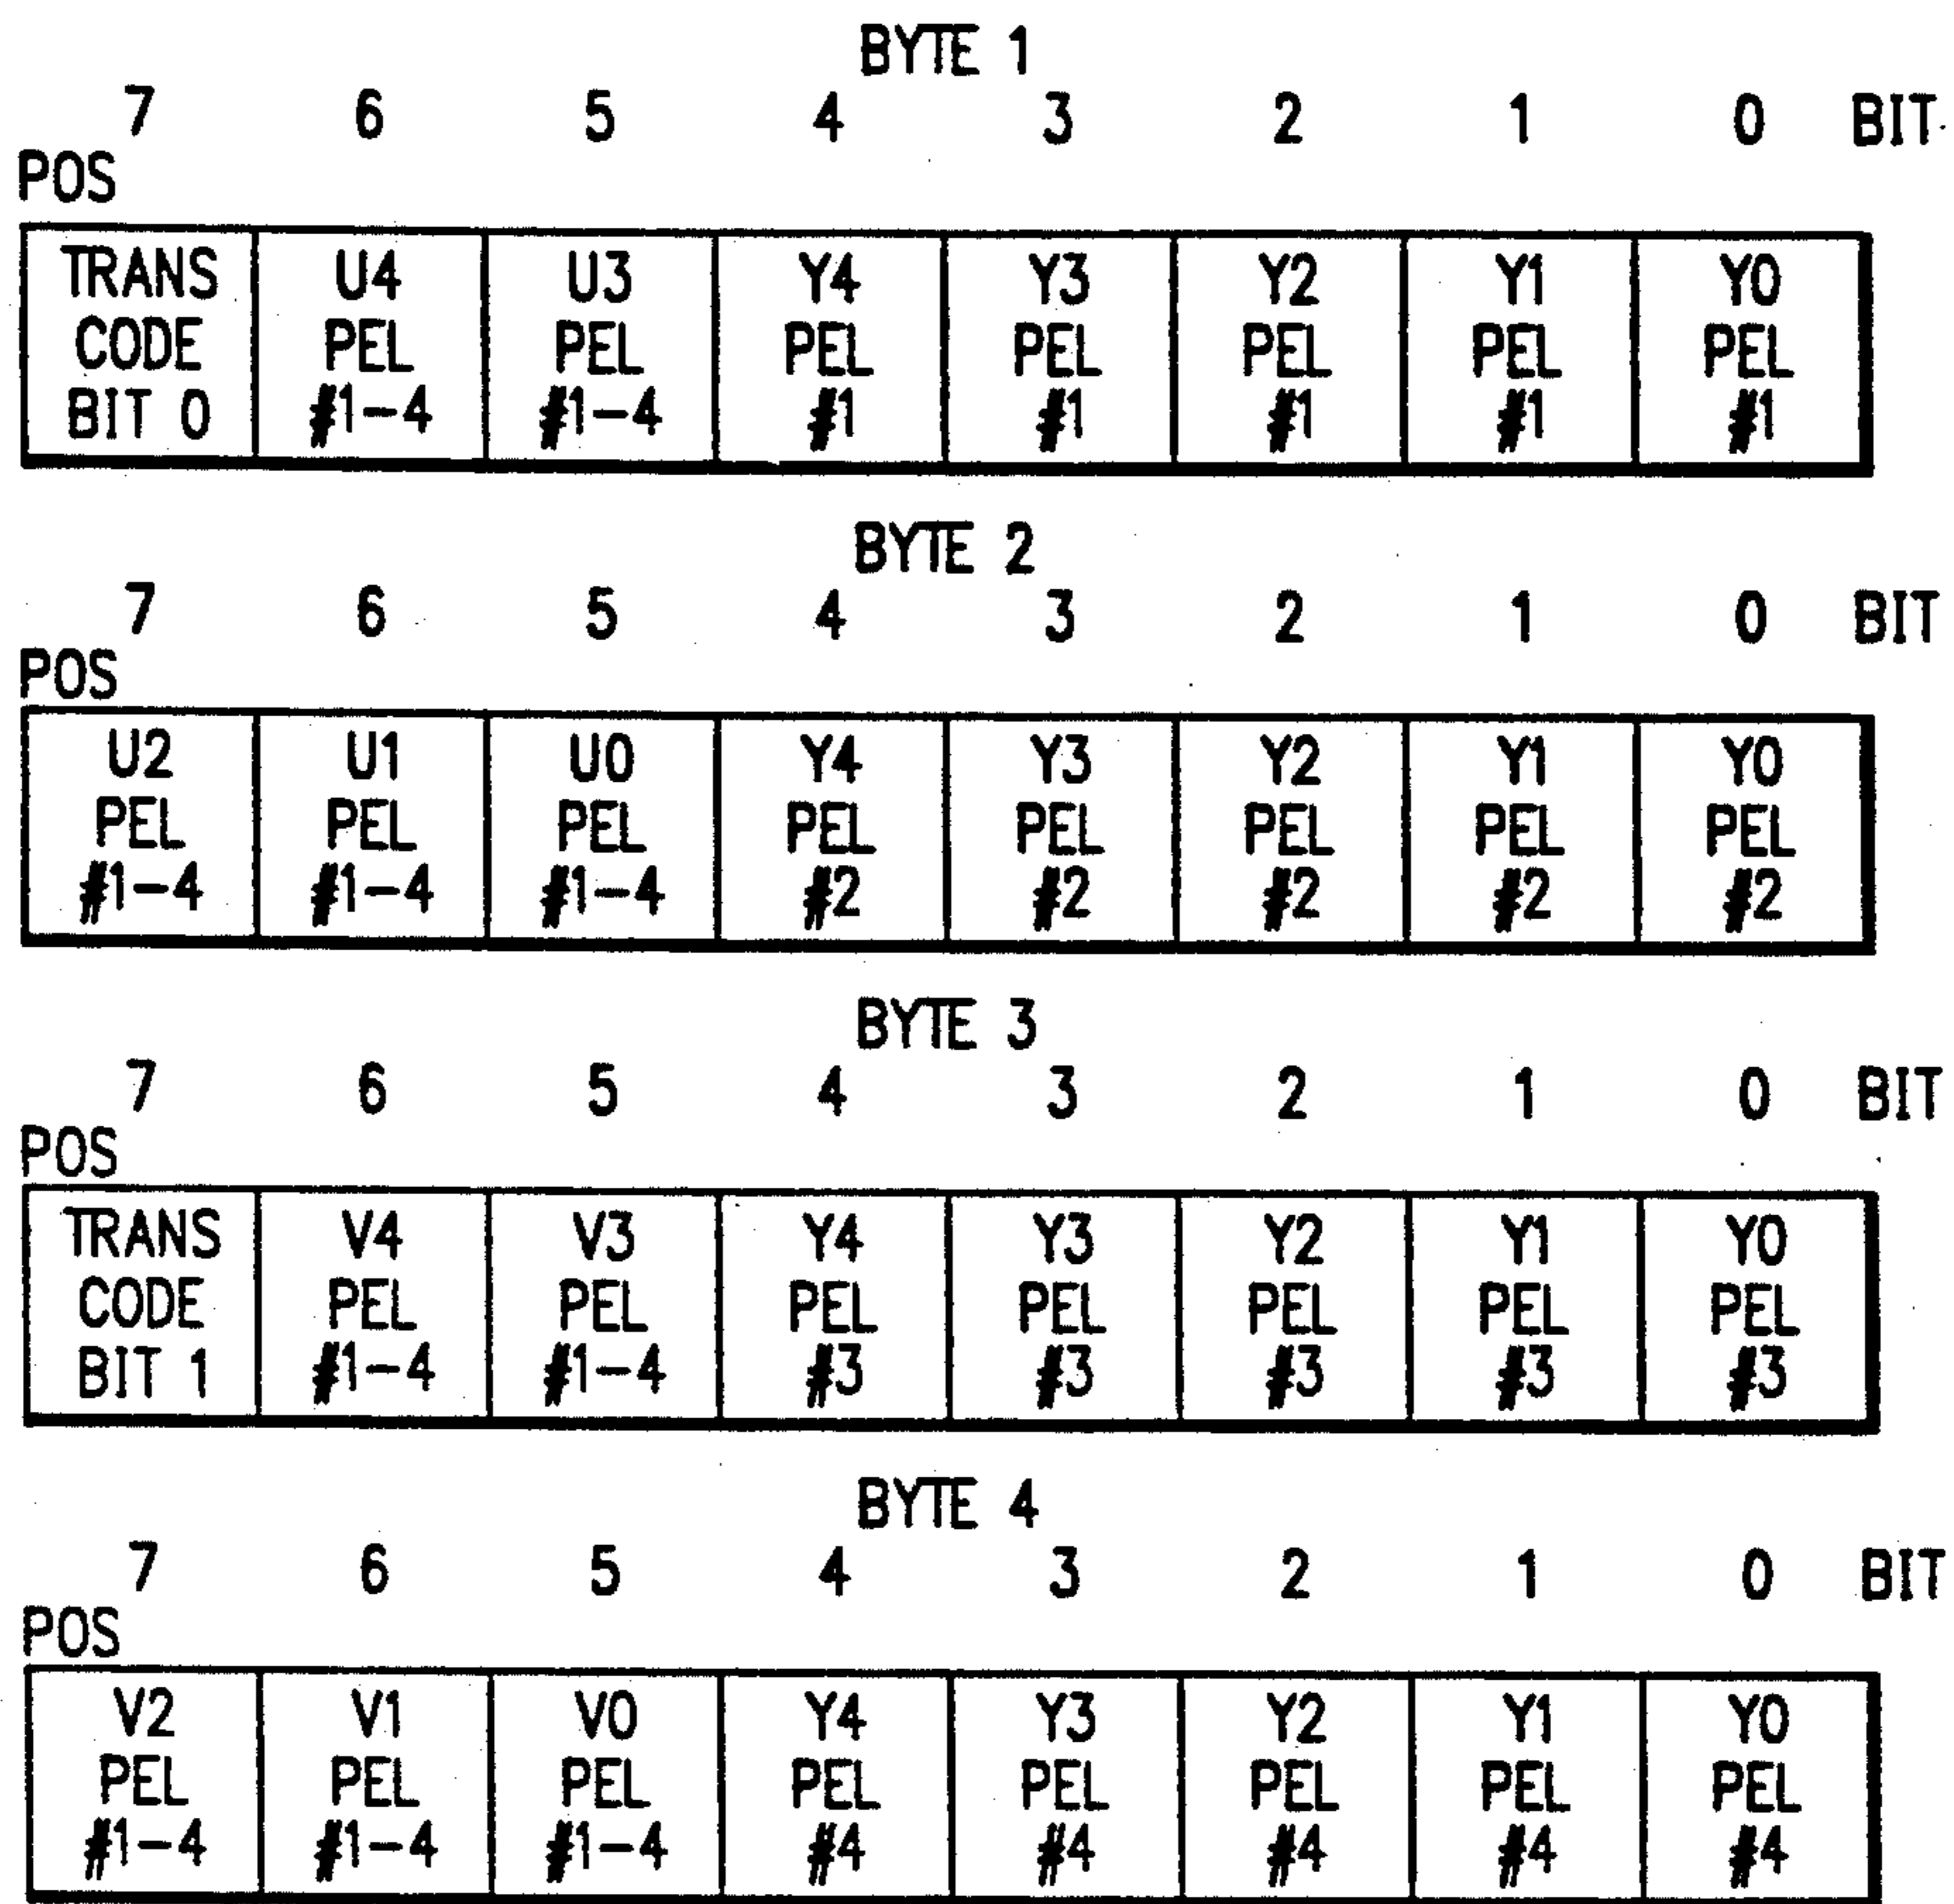 BYTE 1
7 6 5 4 3 2 1 0 BIT
POS
TRANS U4 U3 Y4 Y3 Y2 Y1 Y0
CODE PEL PEL PEL PEL PEL PEL PEL
BIT 0 #1-4 #1-4 #1 #1 #1 #1 #1
BYTE 2
7 6 5 4 3 2 1 0 BIT
POS
U2 U1 U0 Y4 Y3 Y2 Y1 Y0
PEL PEL PEL PEL PEL PEL PEL PEL
#1-4 #1-4 #1-4 #2 #2 #2 #2 #2
BYTE 3
7 6 5 4 3 2 1 0 BIT
POS
TRANS V4 V3 Y4 Y3 Y2 Y1 Y0
CODE PEL PEL PEL PEL PEL PEL PEL
BIT 1 #1-4 #1-4 #3 #3 #3 #3 #3
BYTE 4
7 6 5 4 3 2 1 0 BIT
POS
V2 V1 V0 Y4 Y3 Y2 Y1 Y0
PEL PEL PEL PEL PEL PEL PEL PEL
#1-4 #1-4 #1-4 #4 #4 #4 #4 #4